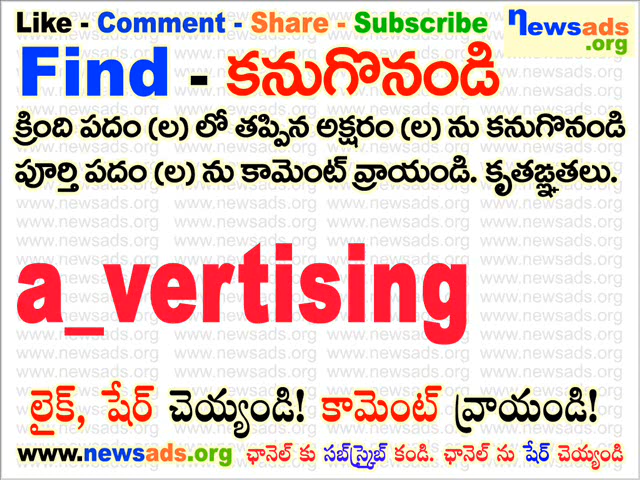 Like - Comment - Share - Subscribe
newsads
.org
Find - కనుగొనండి
క్రింది పదం (ల) లో తప్పిన అక్షరం (ల) ను కనుగొనండి
పూర్తి పదం (ల) ను కామెంట్ వ్రాయండి. కృతఙ్ఞతలు.
a_vertising
లైక్, షేర్ చెయ్యండి! కామెంట్ వ్రాయండి!
www.newsads.org ఛానెల్ కు సబ్‌స్క్రైబ్ కండి. ఛానెల్ ను షేర్ చెయ్యండి